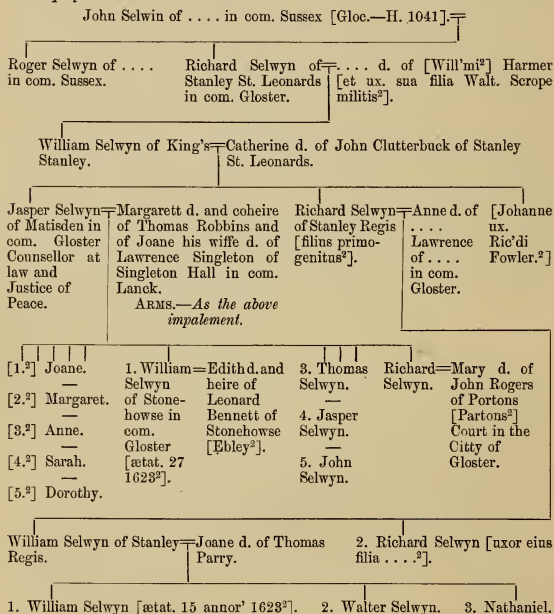 John Selwin of . . . . in com. Sussex [Gloc.—H. 1041].
Roger Selwyn of . . . .
in com. Sussex.
Richard Selwyn of
Stanley St. Leonards
in com. Gloster.
. . . . d. of [Will'mi²] Harmer
[et ux. sua filia Walt. Scrope
militis²].
William Selwyn of King's
Stanley.
Catherine d. of John Clutterbuck of Stanley
St. Leonards.
Jasper Selwyn
of Matisden in
com. Gloster
Counsellor at
law and
Justice of
Peace.
Margarett d. and coheire
of Thomas Robbins and
of Joane his wiffe d. of
Lawrence Singleton of
Singleton Hall in com.
Lanck.
ARMS.—As the above
impalement.
Richard Selwyn
of Stanley Regis
[filius primo-
genitus²].
Anne d. of
. . . .
Lawrence
of . . . .
in com.
Gloster.
[Johanne
ux.
Ric'di
Fowler.²]
[1.²] Joane.
—
[2.²] Margaret.
—
[3.²] Anne.
—
[4.²] Sarah.
—
[5.²] Dorothy.
1. William
Selwyn
of Stone-
howse in
com.
Gloster
[ætat. 27
1623²].
Edith d. and
heire of
Leonard
Bennett of
Stonehowse
[Ebley²].
3. Thomas
Selwyn.
—
4. Jasper
Selwyn.
—
5. John
Selwyn.
Richard
Selwyn.
Mary d. of
John Rogers
of Portons
[Partons²]
Court in the
Citty of
Gloster.
William Selwyn of Stanley
Regis.
Joane d. of Thomas
Parry.
2. Richard Selwyn [uxor eius
filia . . . .²].
1. William Selwyn [ætat. 15 annor' 1623²].
2. Walter Selwyn.
3. Nathaniel.